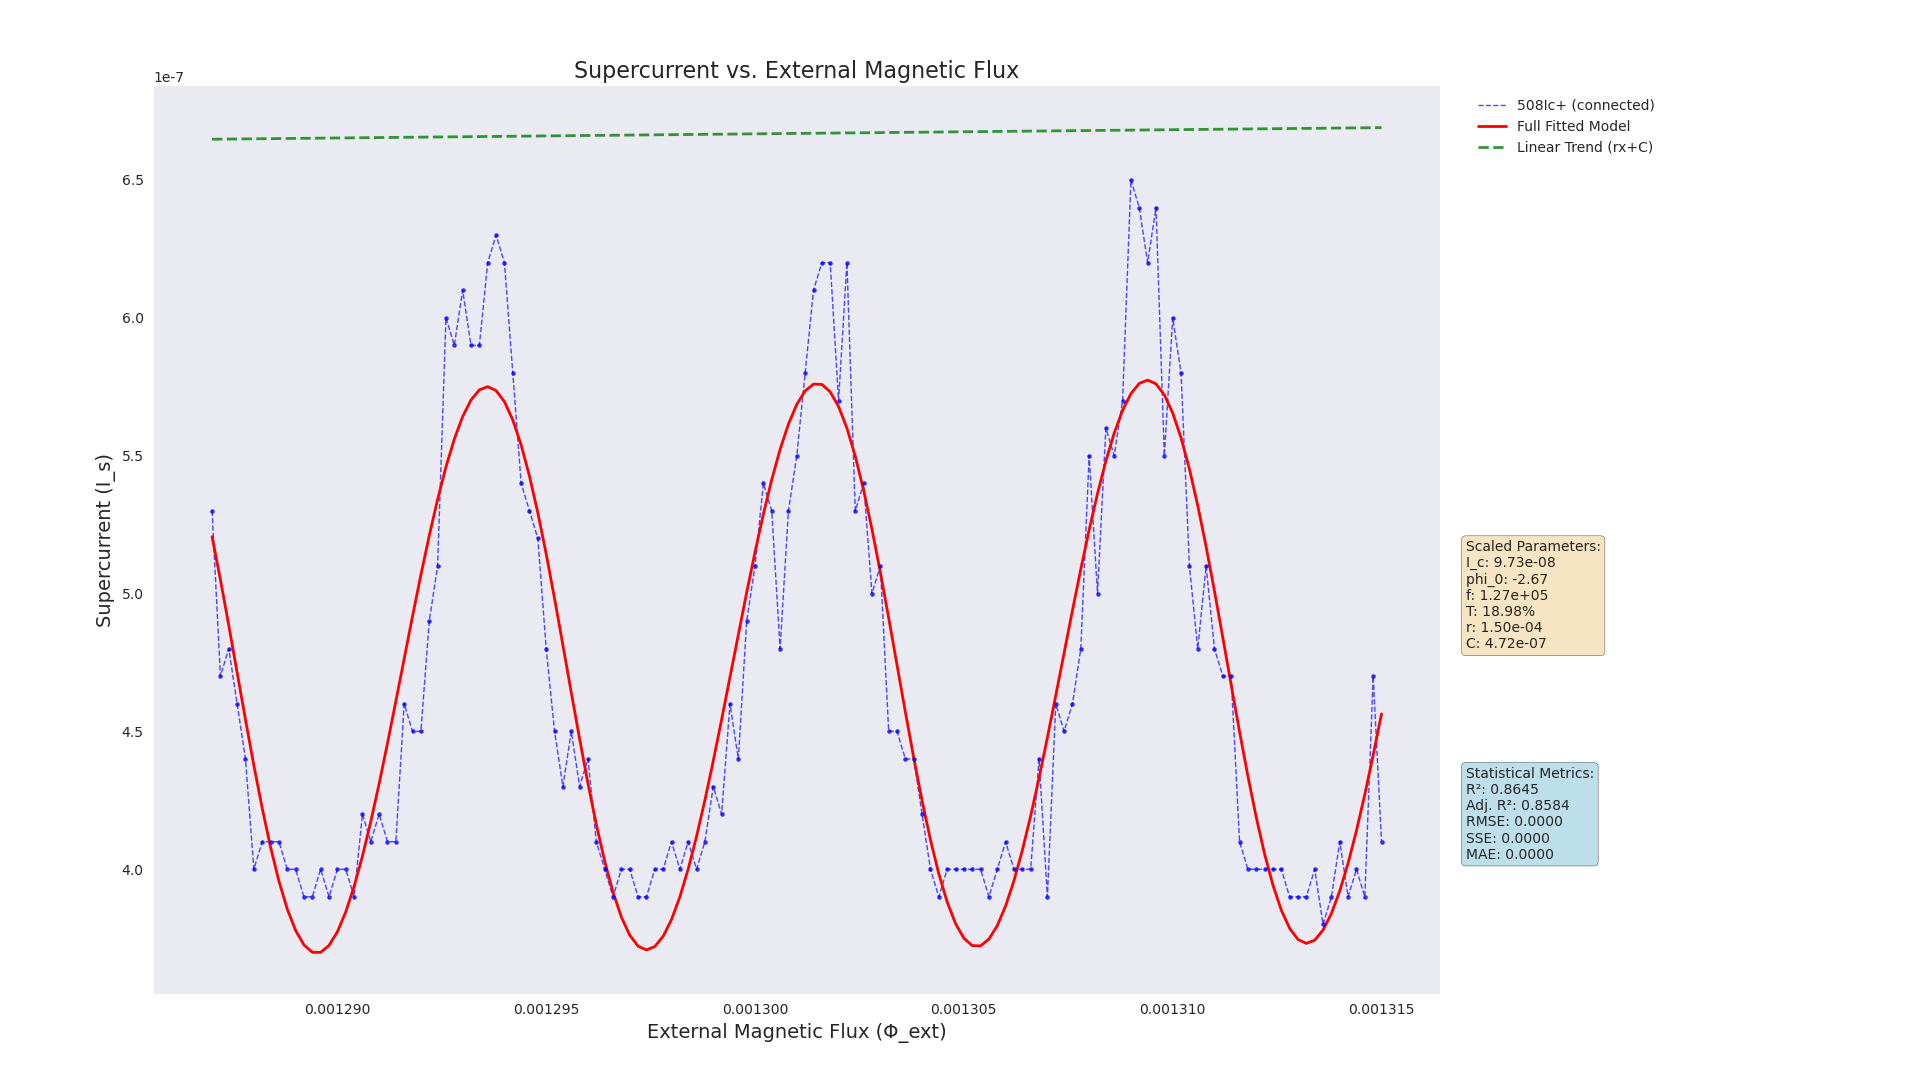 Supercurrent vs. External Magnetic Flux
1e-7
6.5
6.0
5.5
5.0
4.5
4.0
Supercurrent (I_s)
0.001290
0.001295
0.001300
0.001305
0.001310
0.001315
External Magnetic Flux (Φ_ext)
508Ic+ (connected)
Full Fitted Model
Linear Trend (rx+C)
Scaled Parameters:
I_c: 9.73e-08
phi_0: -2.67
f: 1.27e+05
T: 18.98%
r: 1.50e-04
C: 4.72e-07
Statistical Metrics:
R²: 0.8645
Adj. R²: 0.8584
RMSE: 0.0000
SSE: 0.0000
MAE: 0.0000